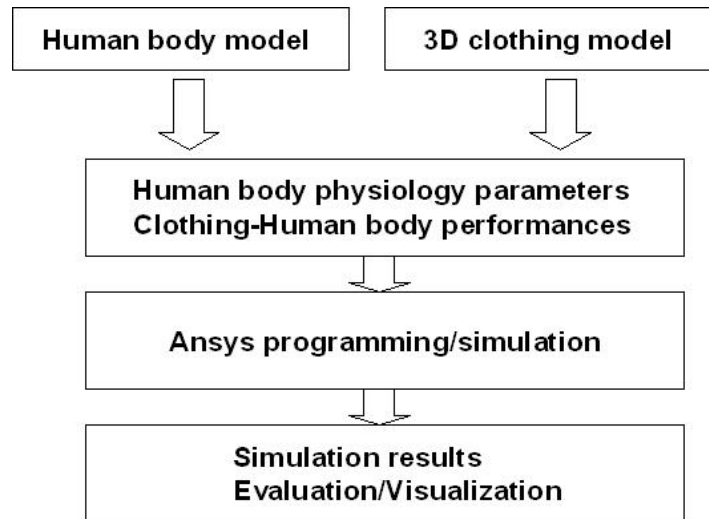 Human body model
3D clothing model
Human body physiology parameters
Clothing-Human body performances
Ansys programming/simulation
Simulation results
Evaluation/Visualization